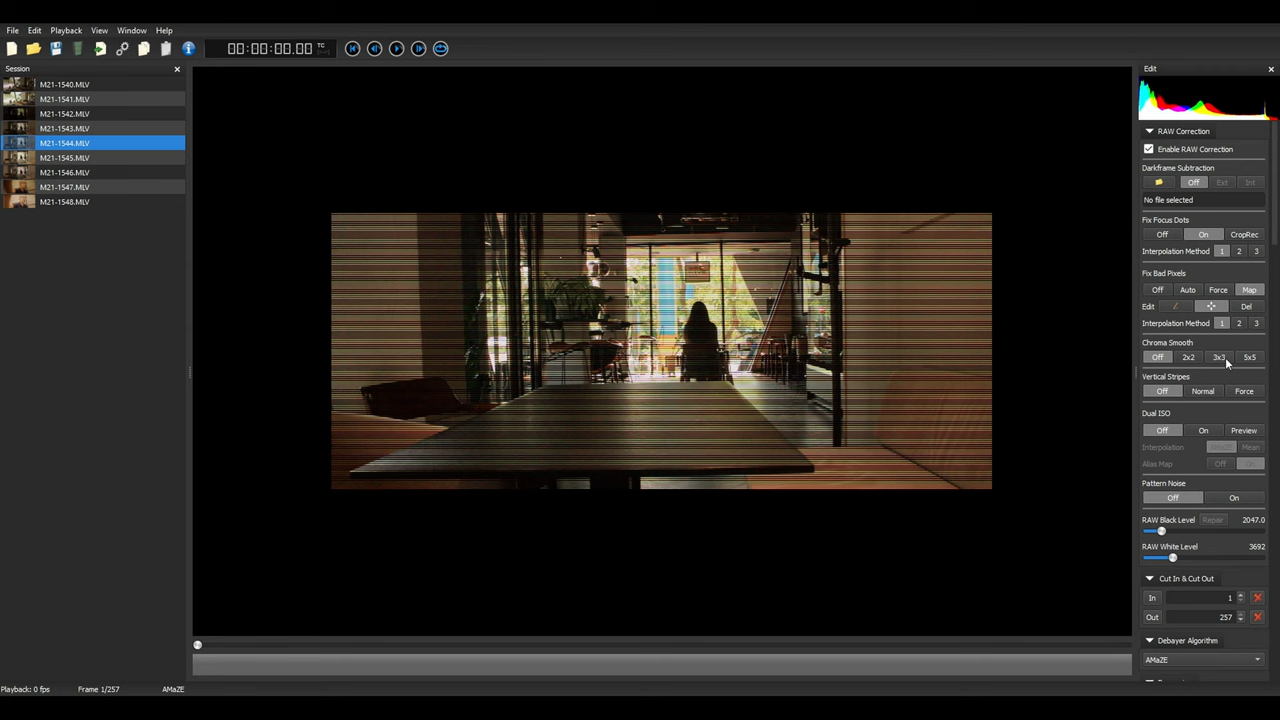 File Edit Playback View Window Help
00:00:00.00 TC
Session
M21-1540.MLV
M21-1541.MLV
M21-1542.MLV
M21-1543.MLV
M21-1544.MLV
M21-1545.MLV
M21-1546.MLV
M21-1547.MLV
M21-1548.MLV
Edit
RAW Correction
Enable RAW Correction
Darkframe Subtraction
Off Ext Int
No file selected
Fix Focus Dots
Off On CropRec
Interpolation Method 1 2 3
Fix Bad Pixels
Off Auto Force Map
Edit Del
Interpolation Method 1 2 3
Chroma Smooth
Off 2x2 3x3 5x5
Vertical Stripes
Off Normal Force
Dual ISO
Off On Preview
Interpolation AMaZE Mean
Alias Map Off On
Pattern Noise
Off On
RAW Black Level Repair 2047.0
RAW White Level 3692
Cut In & Cut Out
In 1
Out 257
Debayer Algorithm
AMaZE
Playback: 0 fps Frame 1/257 AMaZE